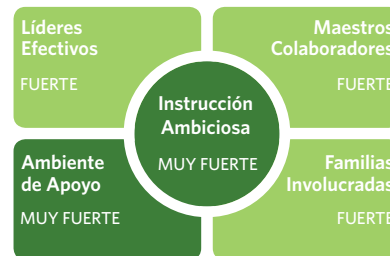 Líderes
Efectivos
FUERTE
Maestros
Colaboradores
FUERTE
Instrucción
Ambiciosa
MUY FUERTE
Ambiente
de Apoyo
MUY FUERTE
Familias
Involucradas
FUERTE